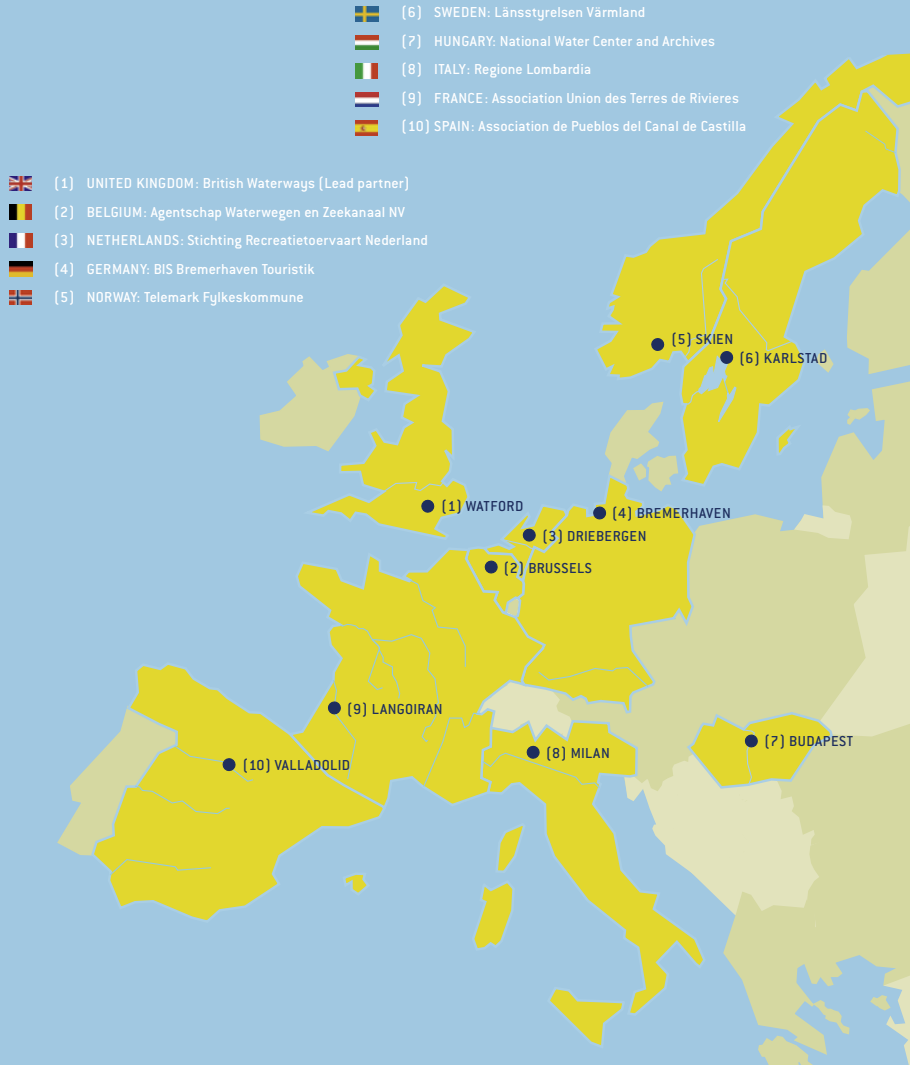 (6) SWEDEN: Länsstyrelsen Värmland
(7) HUNGARY: National Water Center and Archives
(8) ITALY: Regione Lombardia
(9) FRANCE: Association Union des Terres de Rivieres
(10) SPAIN: Association de Pueblos del Canal de Castilla
(1) UNITED KINGDOM: British Waterways (Lead partner)
(2) BELGIUM: Agentschap Waterwegen en Zeekanaal NV
(3) NETHERLANDS: Stichting Recreatietoervaart Nederland
(4) GERMANY: BIS Bremerhaven Touristik
(5) NORWAY: Telemark Fylkeskommune
(5) SKIEN
(6) KARLSTAD
(1) WATFORD
(4) BREMERHAVEN
(3) DRIEBERGEN
(2) BRUSSELS
(9) LANGOIRAN
(7) BUDAPEST
(8) MILAN
(10) VALLADOLID